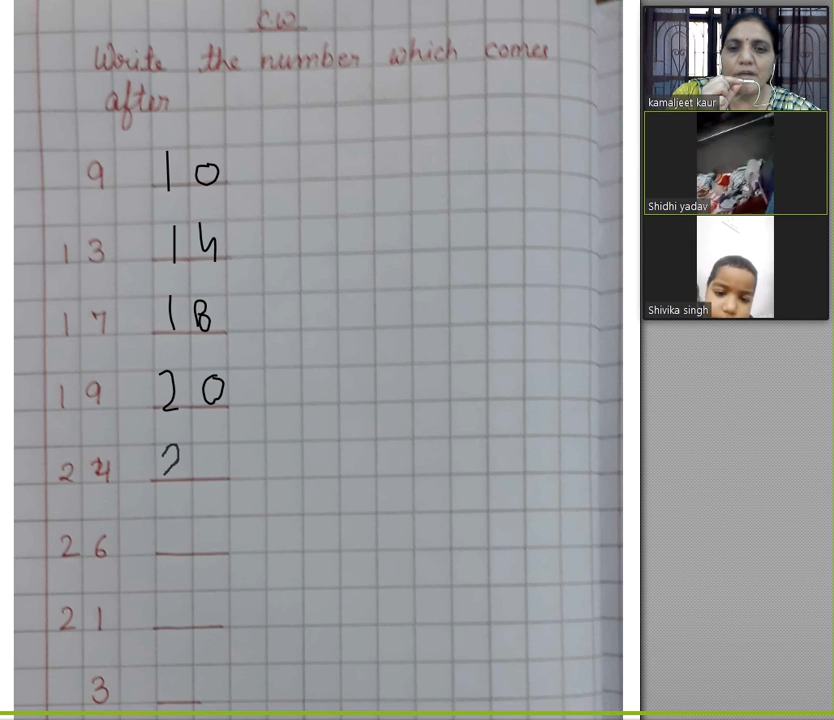 C.W
Write the number which comes
after
9 10
13 14
17 18
19 20
24 2
26
21
3
kamaljeet kaur
Shidhi yadav
Shivika singh